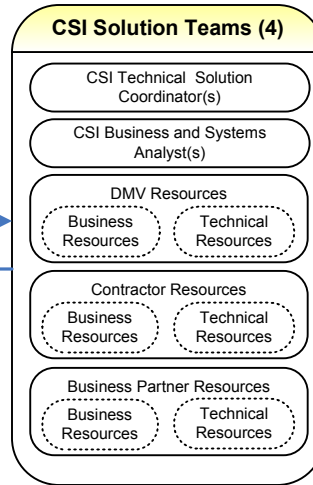 CSI Solution Teams (4)
CSI Technical Solution
Coordinator(s)
CSI Business and Systems
Analyst(s)
DMV Resources
Business
Resources
Technical
Resources
Contractor Resources
Business
Resources
Technical
Resources
Business Partner Resources
Business
Resources
Technical
Resources